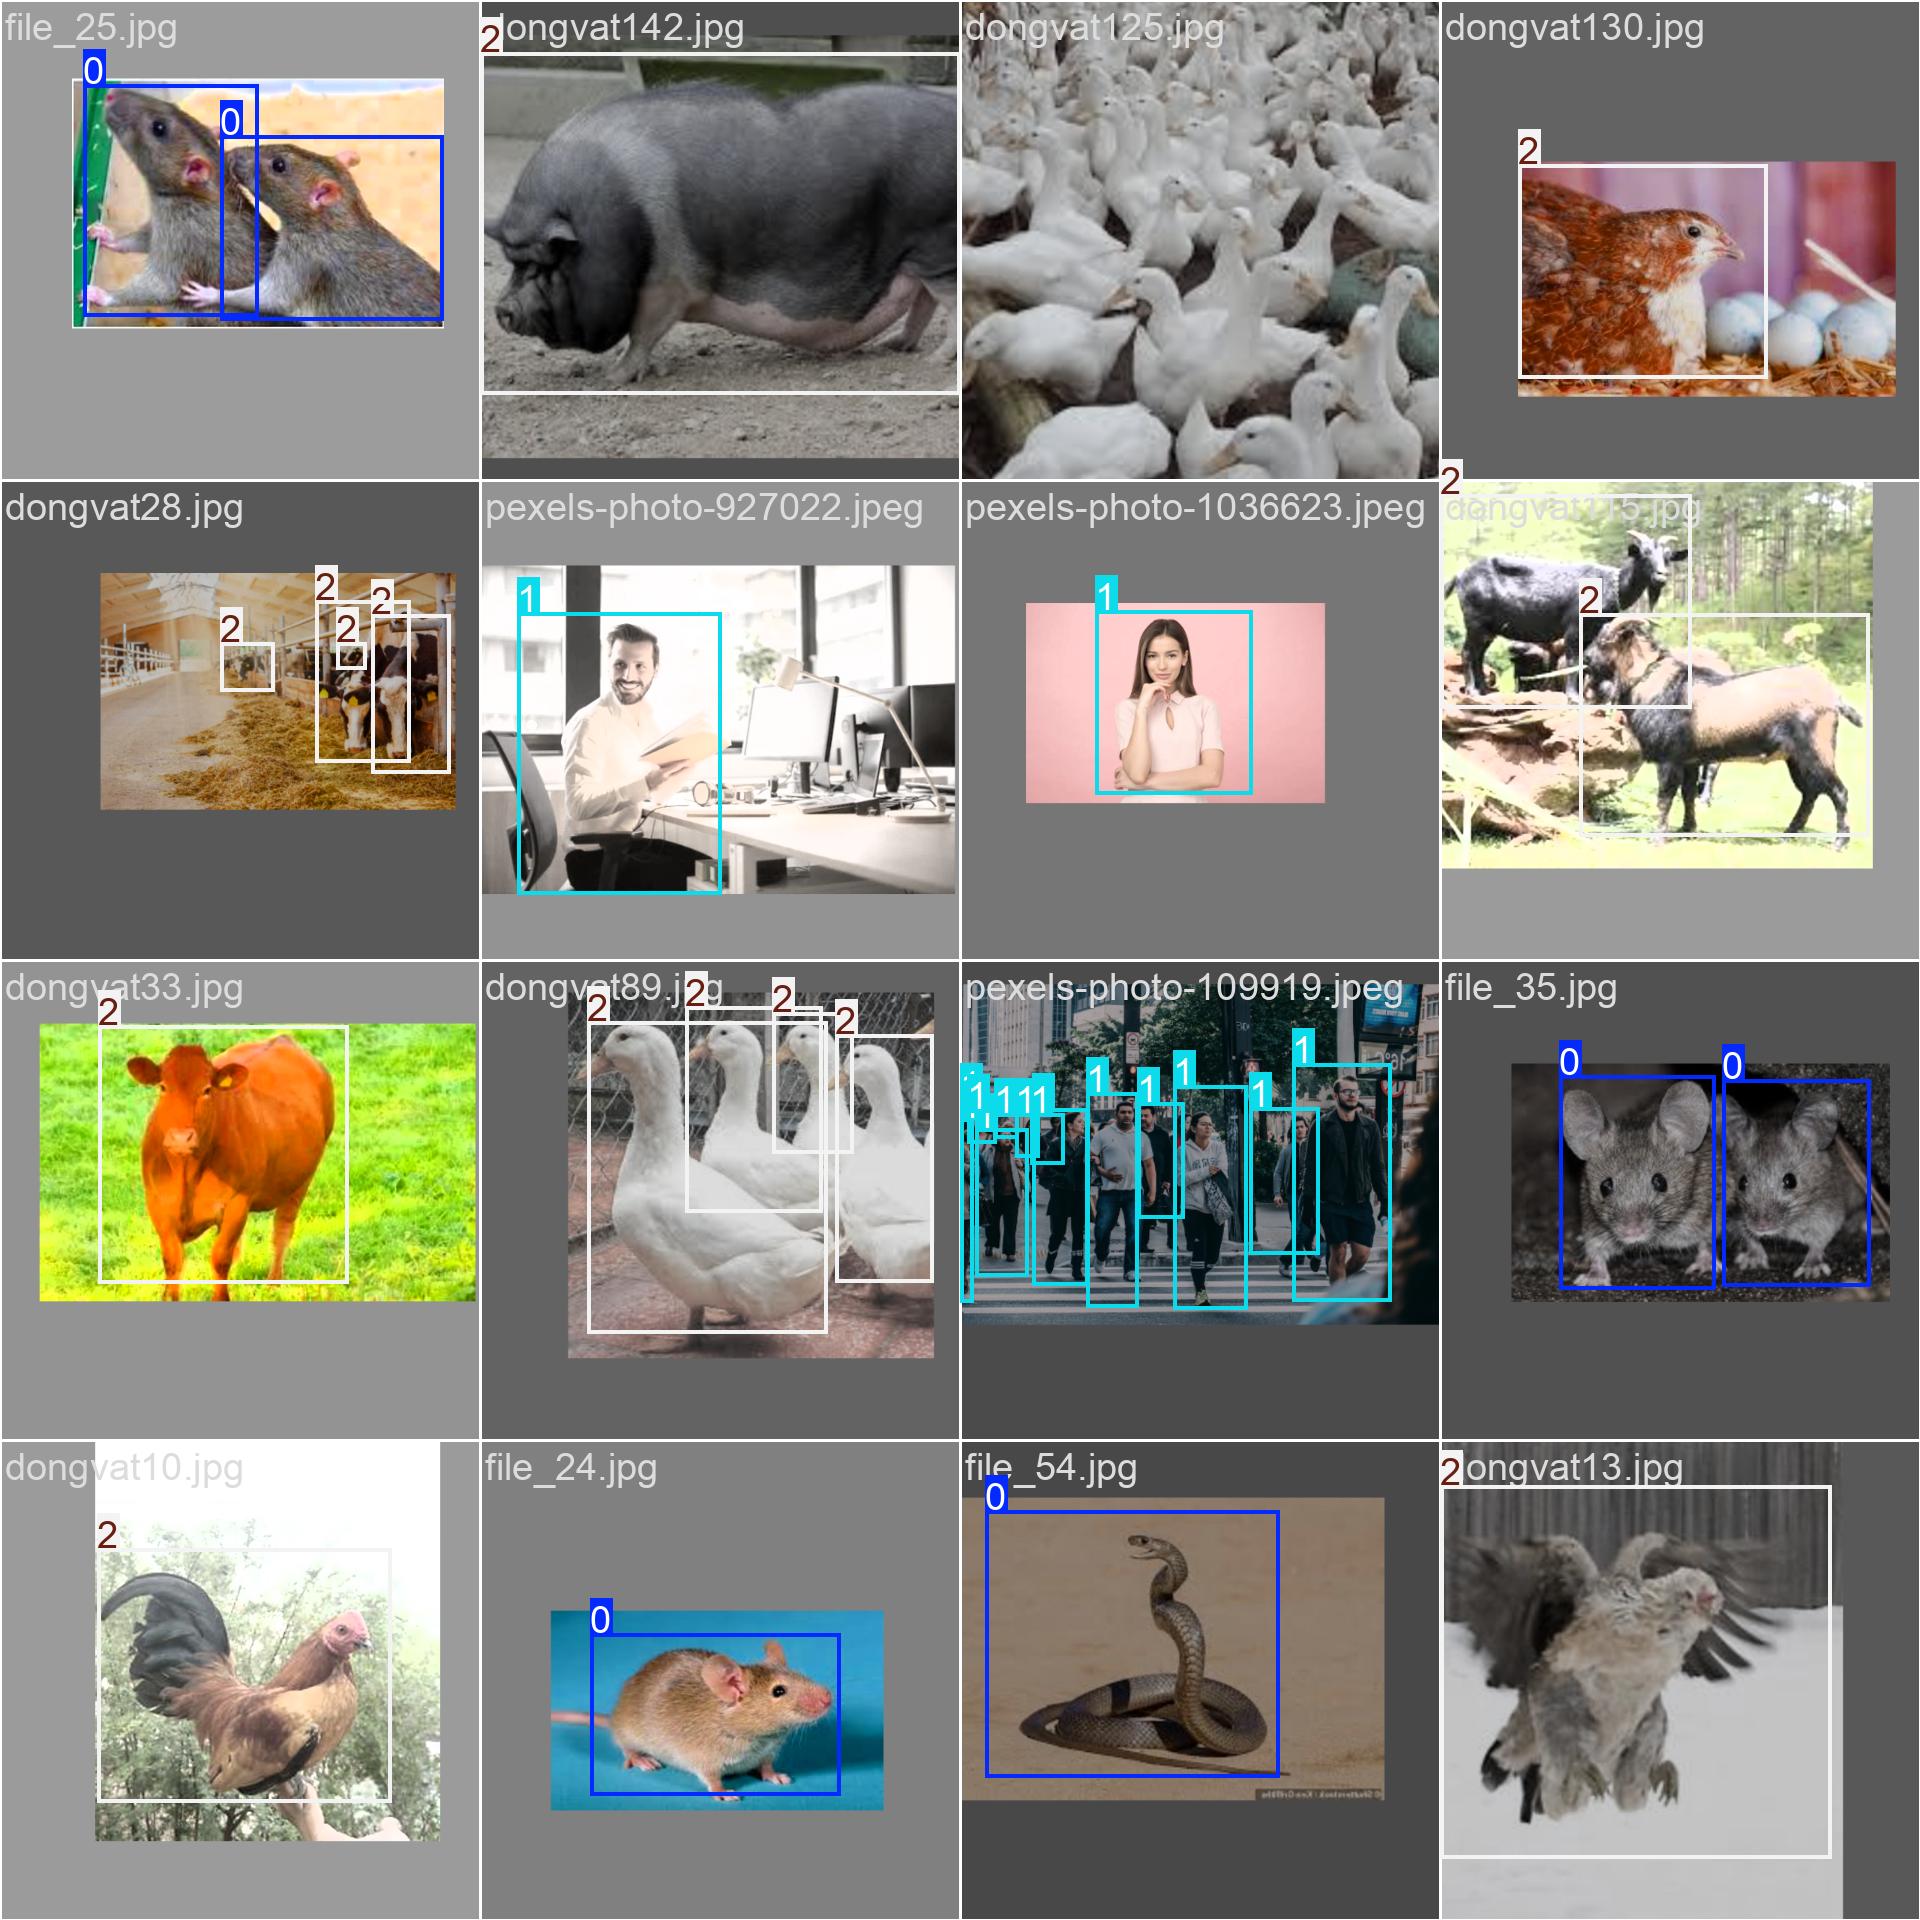 file_25.jpg
2
ongvat142.jpg
dongvat125.jpg
dongvat130.jpg
0
0
2
dongvat28.jpg
pexels-photo-927022.jpeg
pexels-photo-1036623.jpeg
2
dongvat115.jpg
2
2
2
2
1
1
2
dongvat33.jpg
2
dongvat89.jpg
2
2
2
2
pexels-photo-109919.jpeg
1
1
1
1
1
1
1
1
1
1
file_35.jpg
0
0
dongvat10.jpg
2
file_24.jpg
0
file_54.jpg
0
2
ongvat13.jpg